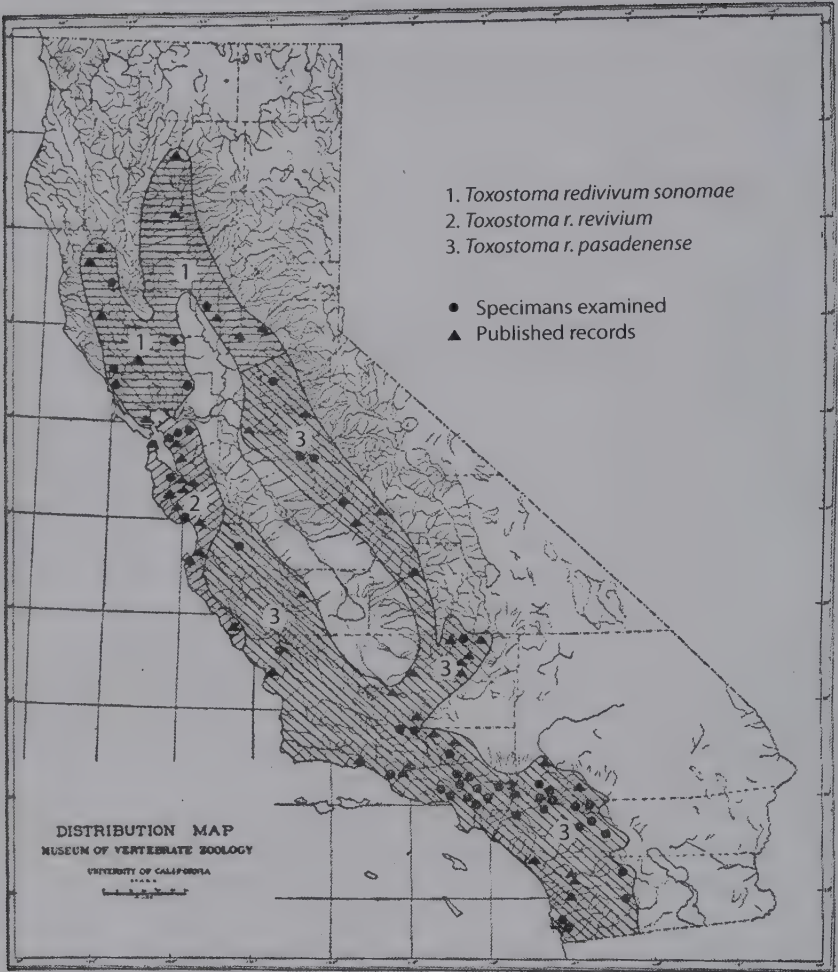 1. Toxostoma redivivum sonomae
2. Toxostoma r. revivium
3. Toxostoma r. pasadenense
● Specimans examined
▲ Published records
1
1
3
2
3
3
3
DISTRIBUTION MAP
MUSEUM OF VERTEBRATE ZOOLOGY
UNIVERSITY OF CALIFORNIA